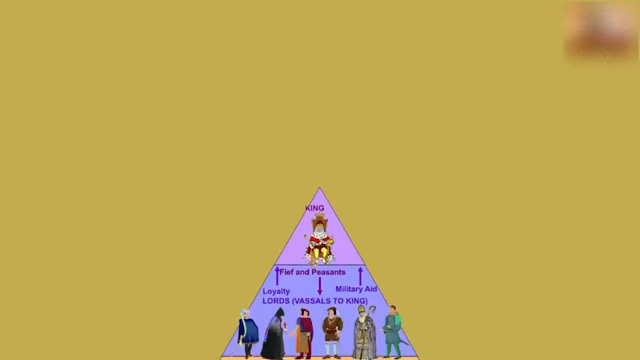 KING
Fief and Peasants
Loyalty
Military Aid
LORDS (VASSALS TO KING)